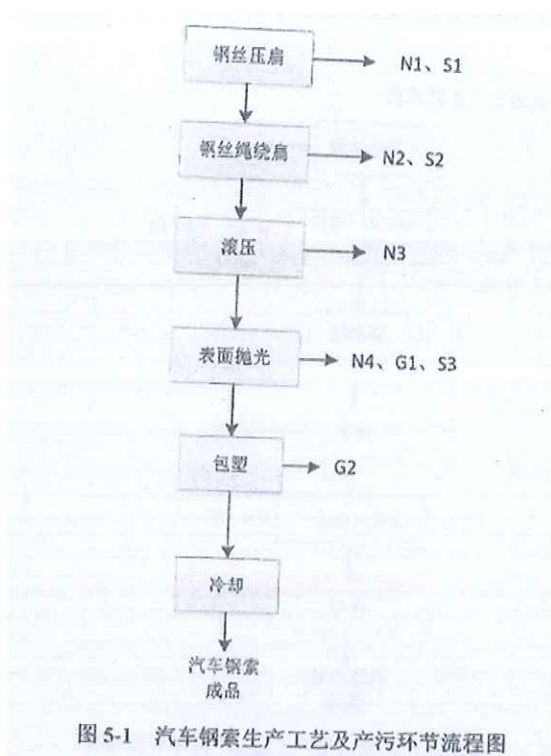 钢丝压扁
N1、S1
钢丝绳绕扁
N2、S2
滚压
N3
表面抛光
N4、G1、S3
包塑
G2
冷却
汽车钢索
成品
图 5-1 汽车钢索生产工艺及产污环节流程图